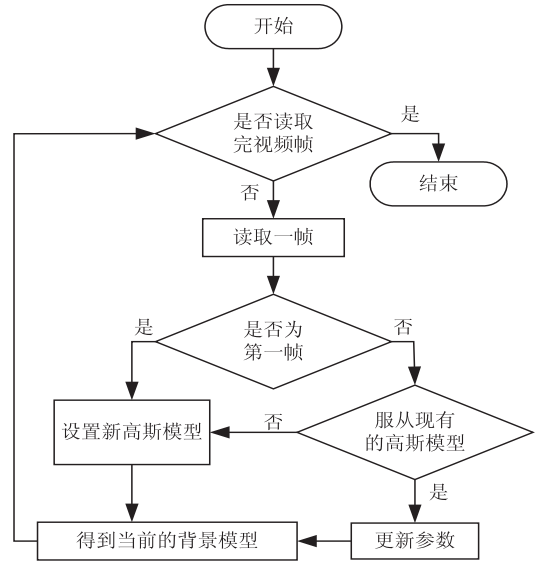 开始
是否读取
完视频帧
是
结束
否
读取一帧
是否为
第一帧
是
否
设置新高斯模型
否
服从现有
的高斯模型
是
得到当前的背景模型
更新参数